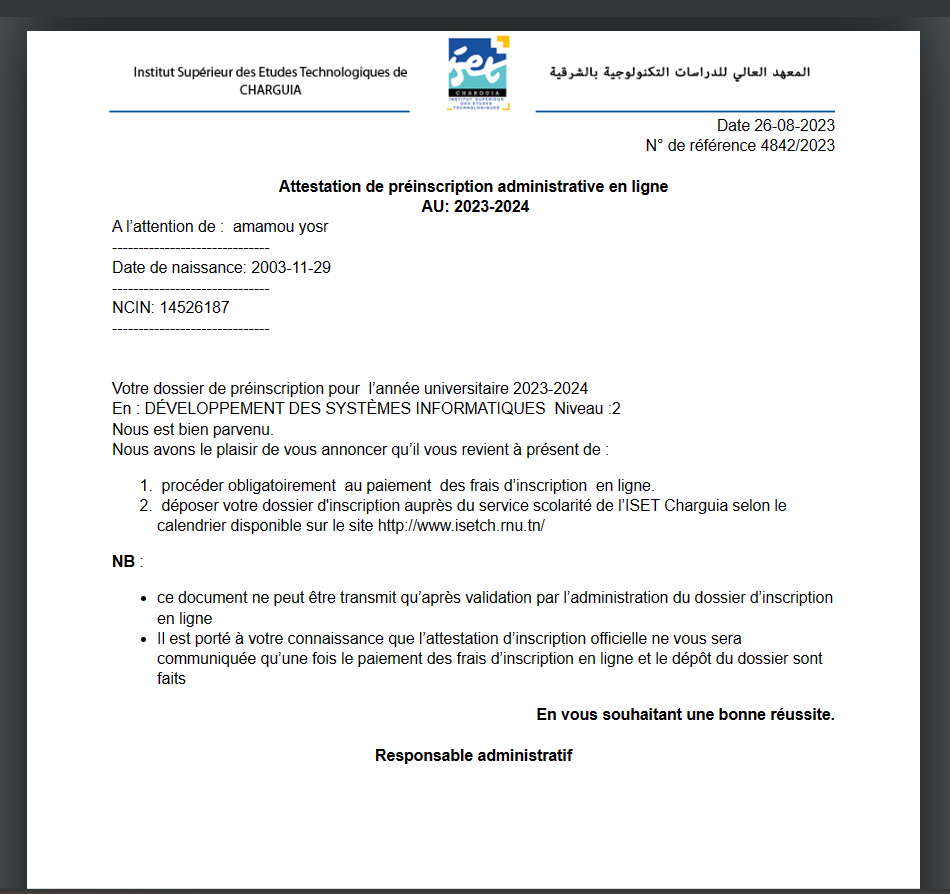 Institut Supérieur des Etudes Technologiques de
CHARGUIA
iset
CHARGUIA
INSTITUT SUPERIEUR
DES ETUDES
TECHNOLOGIQUES
المعهد العالي للدراسات التكنولوجية بالشرقية
Date 26-08-2023
N° de référence 4842/2023
Attestation de préinscription administrative en ligne
AU: 2023-2024
A l’attention de : amamou yosr
------------------------------
Date de naissance: 2003-11-29
------------------------------
NCIN: 14526187
------------------------------
Votre dossier de préinscription pour l’année universitaire 2023-2024
En : DÉVELOPPEMENT DES SYSTÈMES INFORMATIQUES Niveau :2
Nous est bien parvenu.
Nous avons le plaisir de vous annoncer qu’il vous revient à présent de :
1. procéder obligatoirement au paiement des frais d’inscription en ligne.
2. déposer votre dossier d'inscription auprès du service scolarité de l’ISET Charguia selon le
calendrier disponible sur le site http://www.isetch.rnu.tn/
NB :
• ce document ne peut être transmit qu’après validation par l’administration du dossier d’inscription
en ligne
• Il est porté à votre connaissance que l’attestation d’inscription officielle ne vous sera
communiquée qu’une fois le paiement des frais d’inscription en ligne et le dépôt du dossier sont
faits
En vous souhaitant une bonne réussite.
Responsable administratif